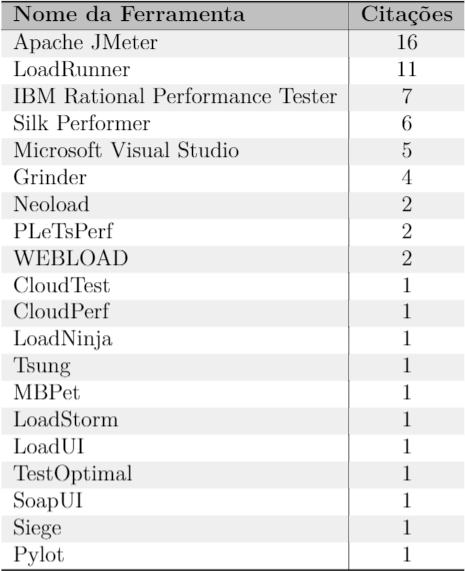 Nome da Ferramenta Citações
Apache JMeter 16
LoadRunner 11
IBM Rational Performance Tester 7
Silk Performer 6
Microsoft Visual Studio 5
Grinder 4
Neoload 2
PLeTsPerf 2
WEBLOAD 2
CloudTest 1
CloudPerf 1
LoadNinja 1
Tsung 1
MBPet 1
LoadStorm 1
LoadUI 1
TestOptimal 1
SoapUI 1
Siege 1
Pylot 1